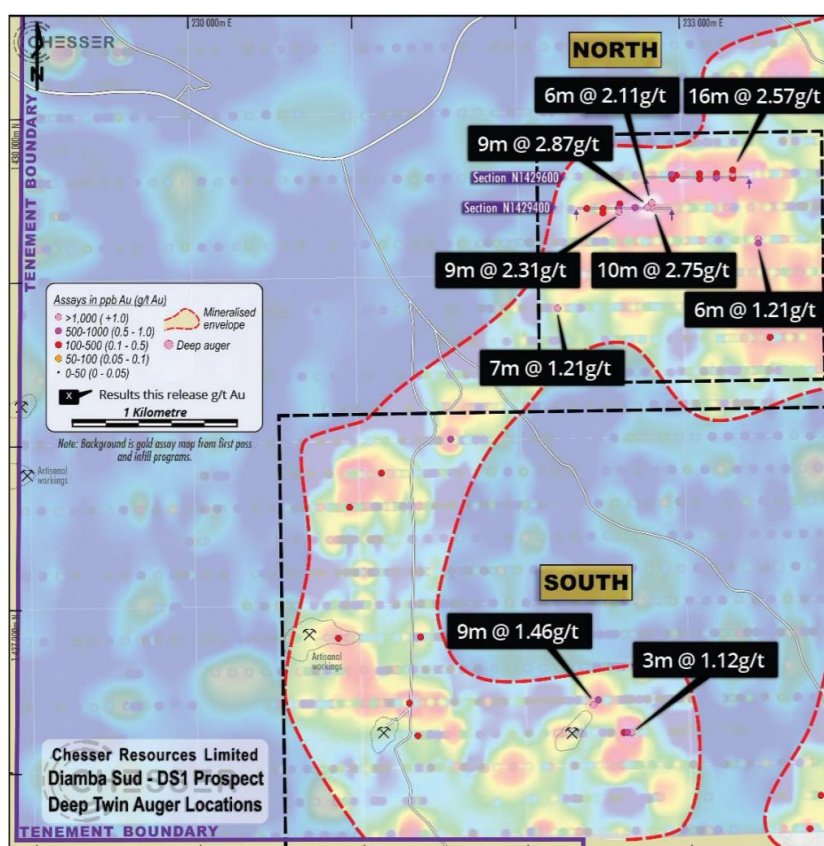 CHESSER
N
230 000m E
233 000m E
NORTH
6m @ 2.11g/t
16m @ 2.57g/t
9m @ 2.87g/t
Section N1429600
Section N1429400
9m @ 2.31g/t
10m @ 2.75g/t
6m @ 1.21g/t
7m @ 1.21g/t
TENEMENT BOUNDARY
Assays in ppb Au (g/t Au)
>1,000 (+1.0)
500-1000 (0.5 - 1.0)
100-500 (0.1 - 0.5)
50-100 (0.05 - 0.1)
0-50 (0 - 0.05)
Mineralised
envelope
Deep auger
X
Results this release g/t Au
1 Kilometre
Note: Background is gold assay map from first pass
and infill programs.
Artisanal
workings
SOUTH
9m @ 1.46g/t
3m @ 1.12g/t
Artisanal
workings
Chesser Resources Limited
Diamba Sud - DS1 Prospect
Deep Twin Auger Locations
CHESSER
TENEMENT BOUNDARY